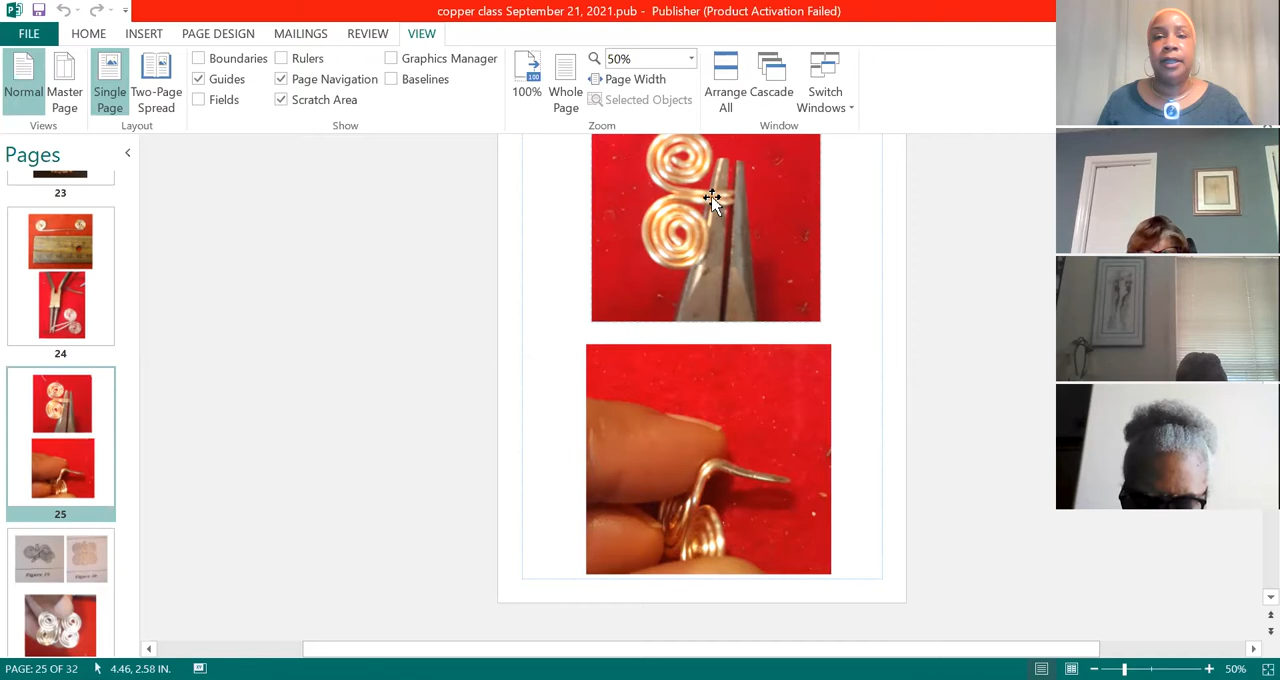 copper class September 21, 2021.pub - Publisher (Product Activation Failed)
FILE HOME INSERT PAGE DESIGN MAILINGS REVIEW VIEW
Normal
Master Page
Views
Single Page
Two-Page Spread
Layout
Boundaries Rulers Graphics Manager
Guides Page Navigation Baselines
Fields Scratch Area
Show
100%
Whole Page
50%
Page Width
Selected Objects
Zoom
Arrange All
Cascade
Switch Windows
Window
Pages
23
24
25
Figure 19
PAGE: 25 OF 32 4.46, 2.58 IN. 50%